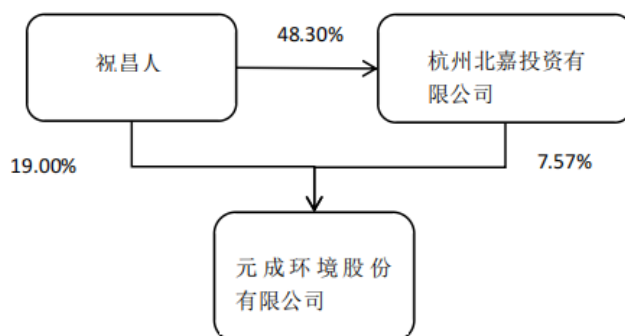 48.30%
祝昌人
杭州北嘉投资有
限公司
19.00%
7.57%
元成环境股份
有限公司